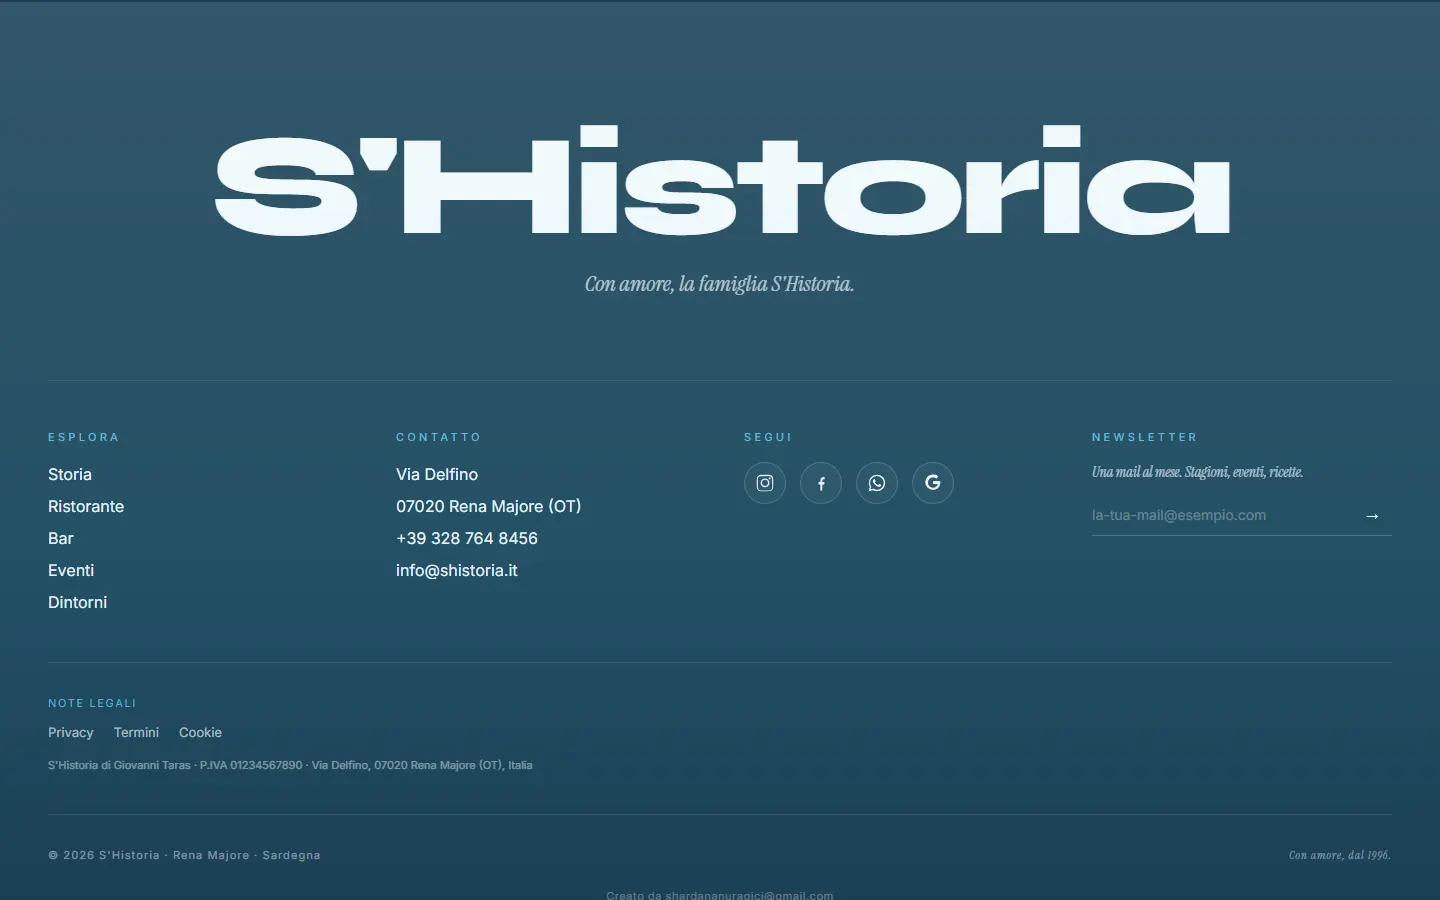 S'Historia
Con amore, la famiglia S'Historia.
ESPLORA
Storia
Ristorante
Bar
Eventi
Dintorni
CONTATTO
Via Delfino
07020 Rena Majore (OT)
+39 328 764 8456
info@shistoria.it
SEGUI
NEWSLETTER
Una mail al mese. Stagioni, eventi, ricette.
la-tua-mail@esempio.com →
NOTE LEGALI
Privacy Termini Cookie
S'Historia di Giovanni Taras · P.IVA 01234567890 · Via Delfino, 07020 Rena Majore (OT), Italia
© 2026 S'Historia · Rena Majore · Sardegna
Con amore, dal 1996.
Creato da shardananuragici@gmail.com